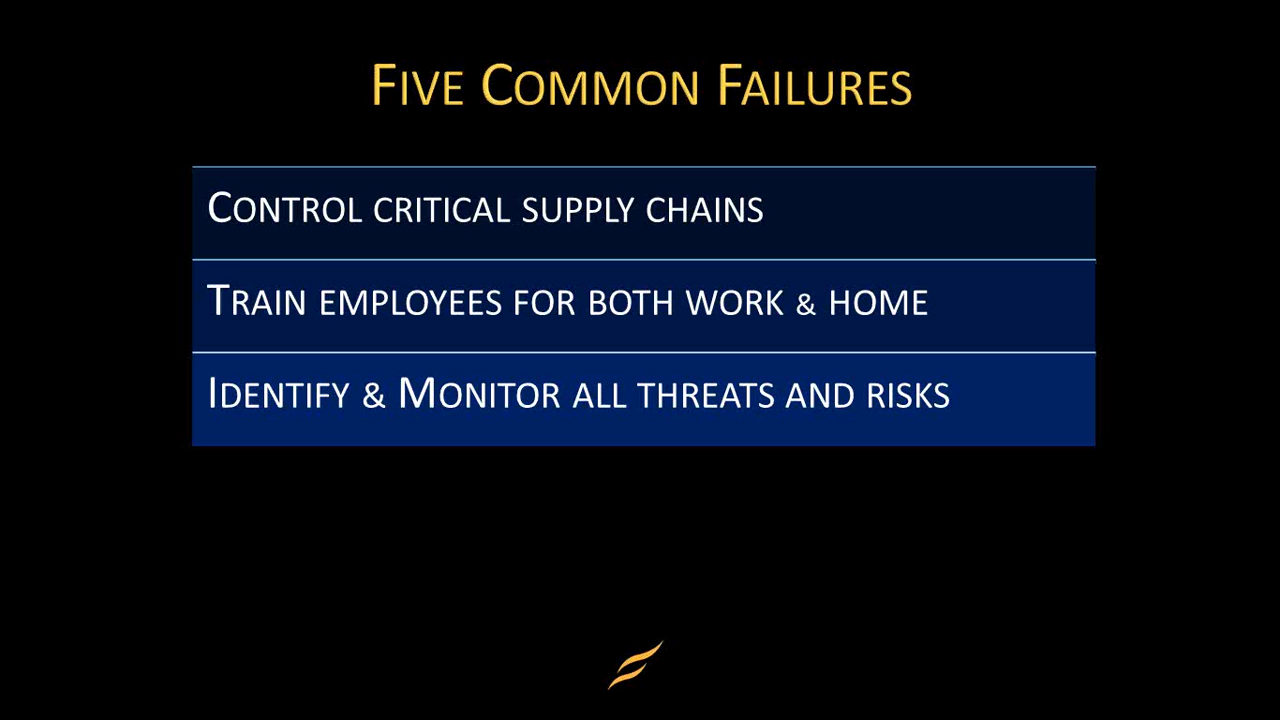 FIVE COMMON FAILURES
CONTROL CRITICAL SUPPLY CHAINS
TRAIN EMPLOYEES FOR BOTH WORK & HOME
IDENTIFY & MONITOR ALL THREATS AND RISKS